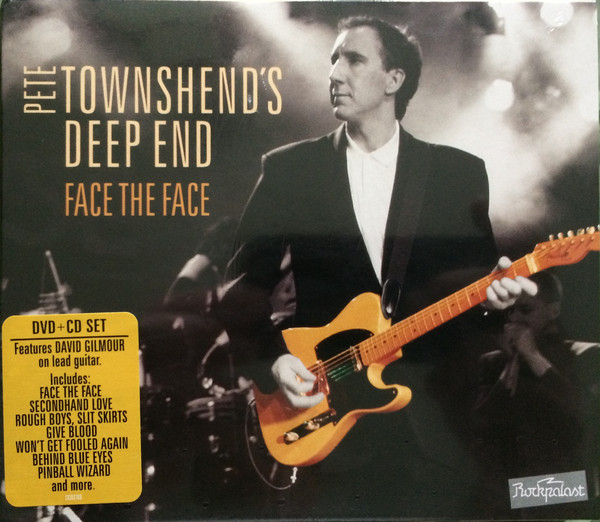 PETE
TOWNSHEND'S
DEEP END
FACE THE FACE
DVD+CD SET
Features DAVID GILMOUR
on lead guitar.
Includes:
FACE THE FACE
SECONDHAND LOVE
ROUGH BOYS, SLIT SKIRTS
GIVE BLOOD
WON'T GET FOOLED AGAIN
BEHIND BLUE EYES
PINBALL WIZARD
and more.
Rockpalast